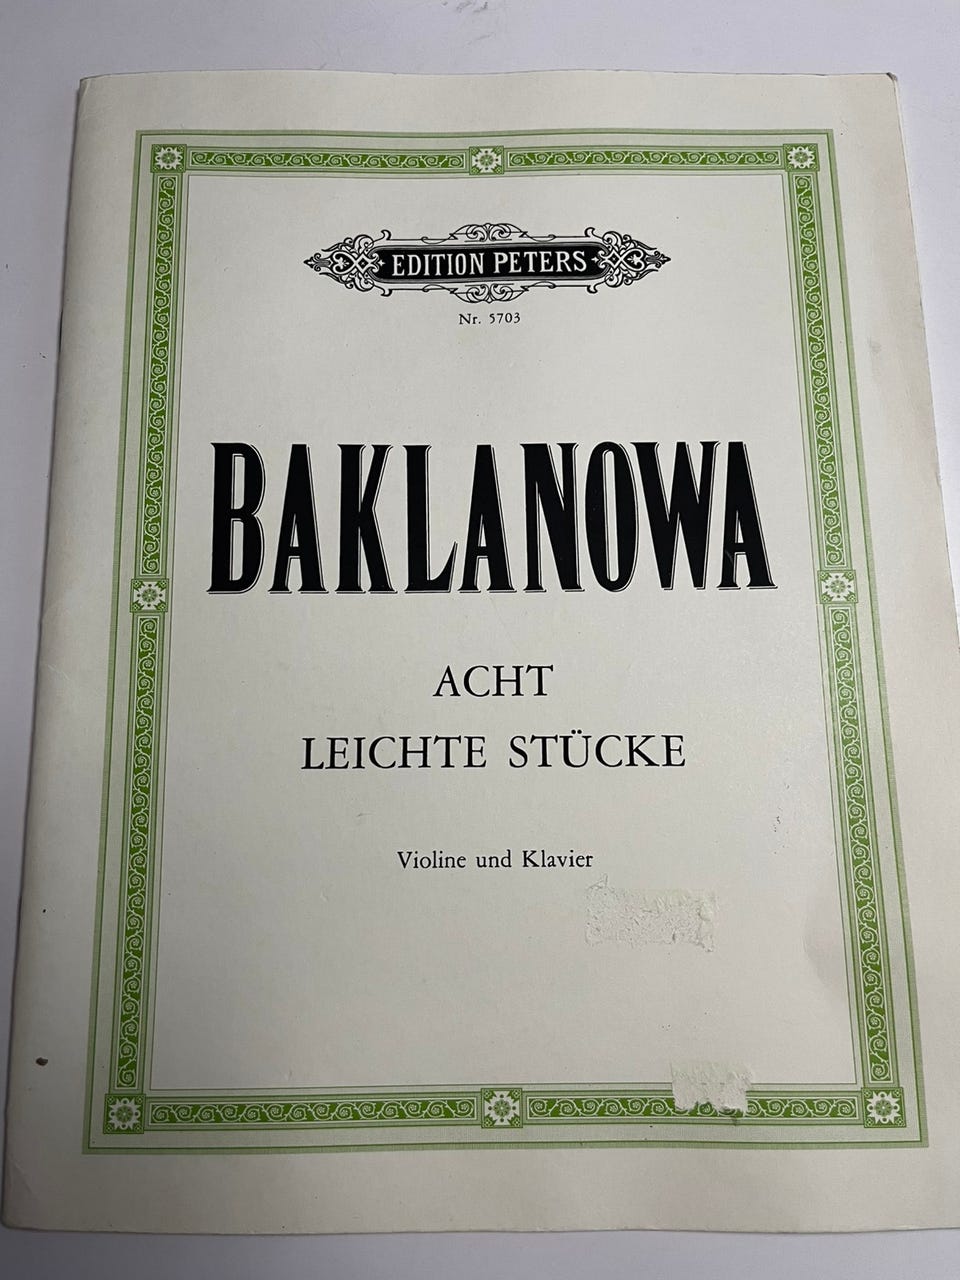 EDITION PETERS
Nr. 5703
BAKLANOWA
ACHT
LEICHTE STÜCKE
Violine und Klavier